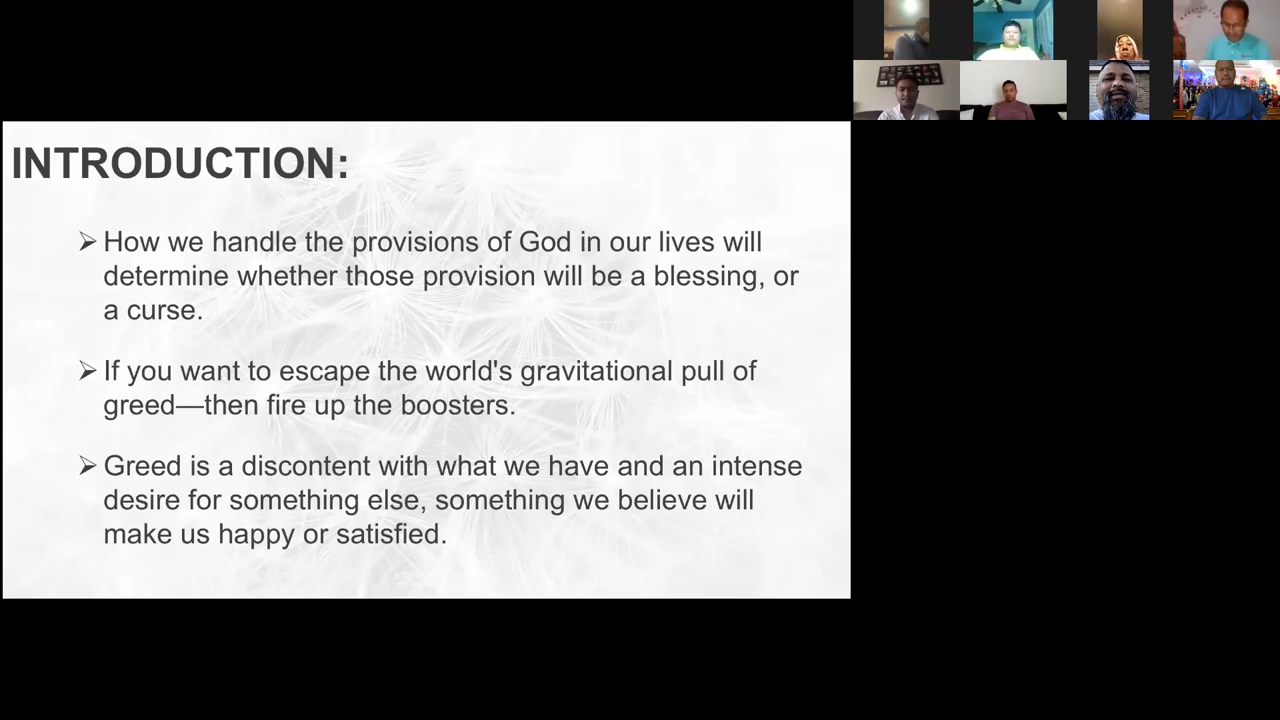 INTRODUCTION:
➢ How we handle the provisions of God in our lives will
determine whether those provision will be a blessing, or
a curse.
➢ If you want to escape the world's gravitational pull of
greed—then fire up the boosters.
➢ Greed is a discontent with what we have and an intense
desire for something else, something we believe will
make us happy or satisfied.